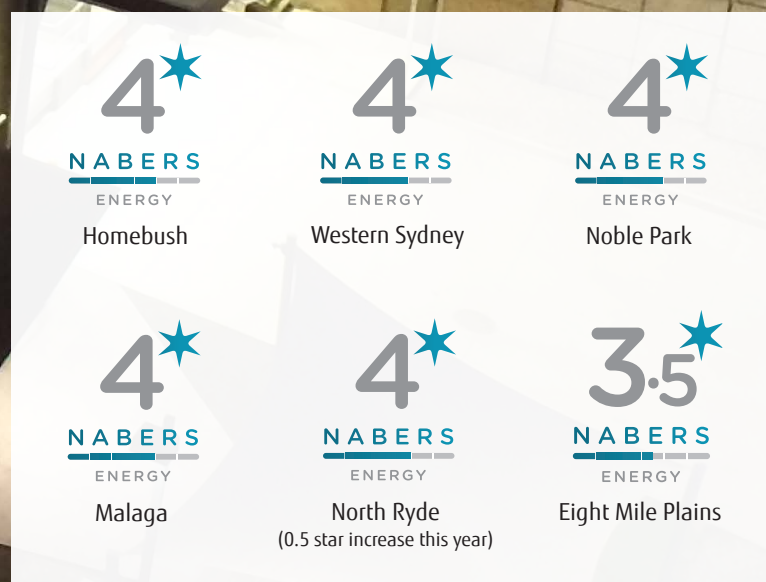 4 4 4
NABERS NABERS NABERS
ENERGY ENERGY ENERGY
Homebush Western Sydney Noble Park
4 4 3.5
NABERS NABERS NABERS
ENERGY ENERGY ENERGY
Malaga North Ryde Eight Mile Plains
(0.5 star increase this year)